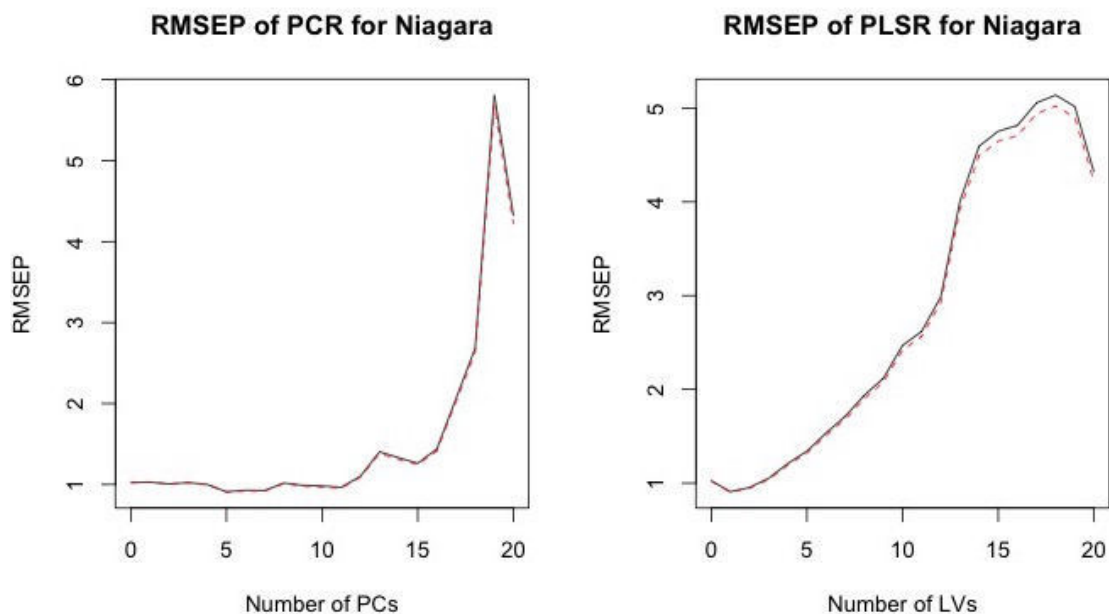 RMSEP of PCR for Niagara
RMSEP
6
5
4
3
2
1
0 5 10 15 20
Number of PCs
RMSEP of PLSR for Niagara
RMSEP
5
4
3
2
1
0 5 10 15 20
Number of LVs